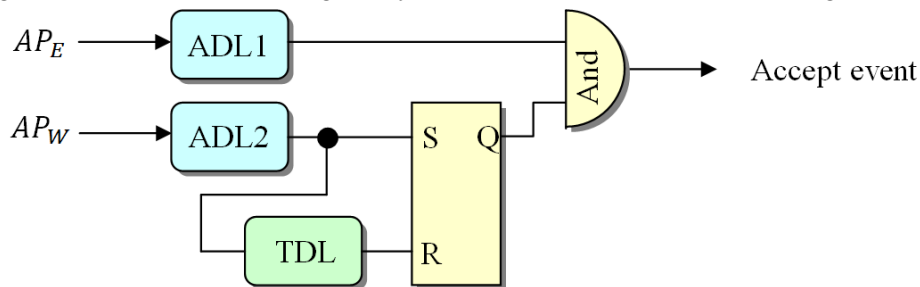 AP_E
ADL1
And
Accept event
AP_W
ADL2
S
Q
TDL
R